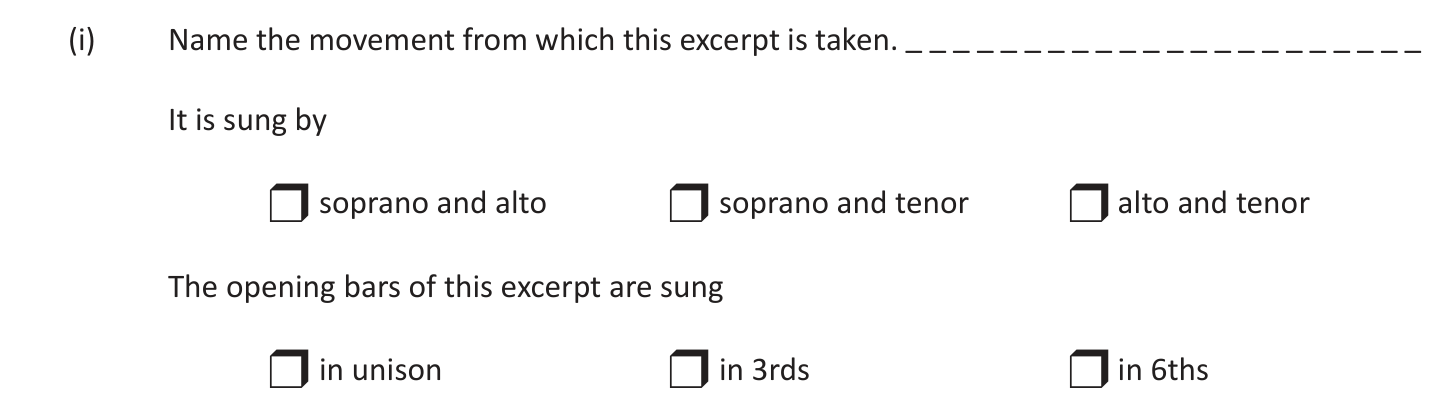 (i) Name the movement from which this excerpt is taken. _ _ _ _ _ _ _ _ _ _ _ _ _ _ _ _ _ _ _ _ _ _
It is sung by
soprano and alto soprano and tenor alto and tenor
The opening bars of this excerpt are sung
in unison in 3rds in 6ths